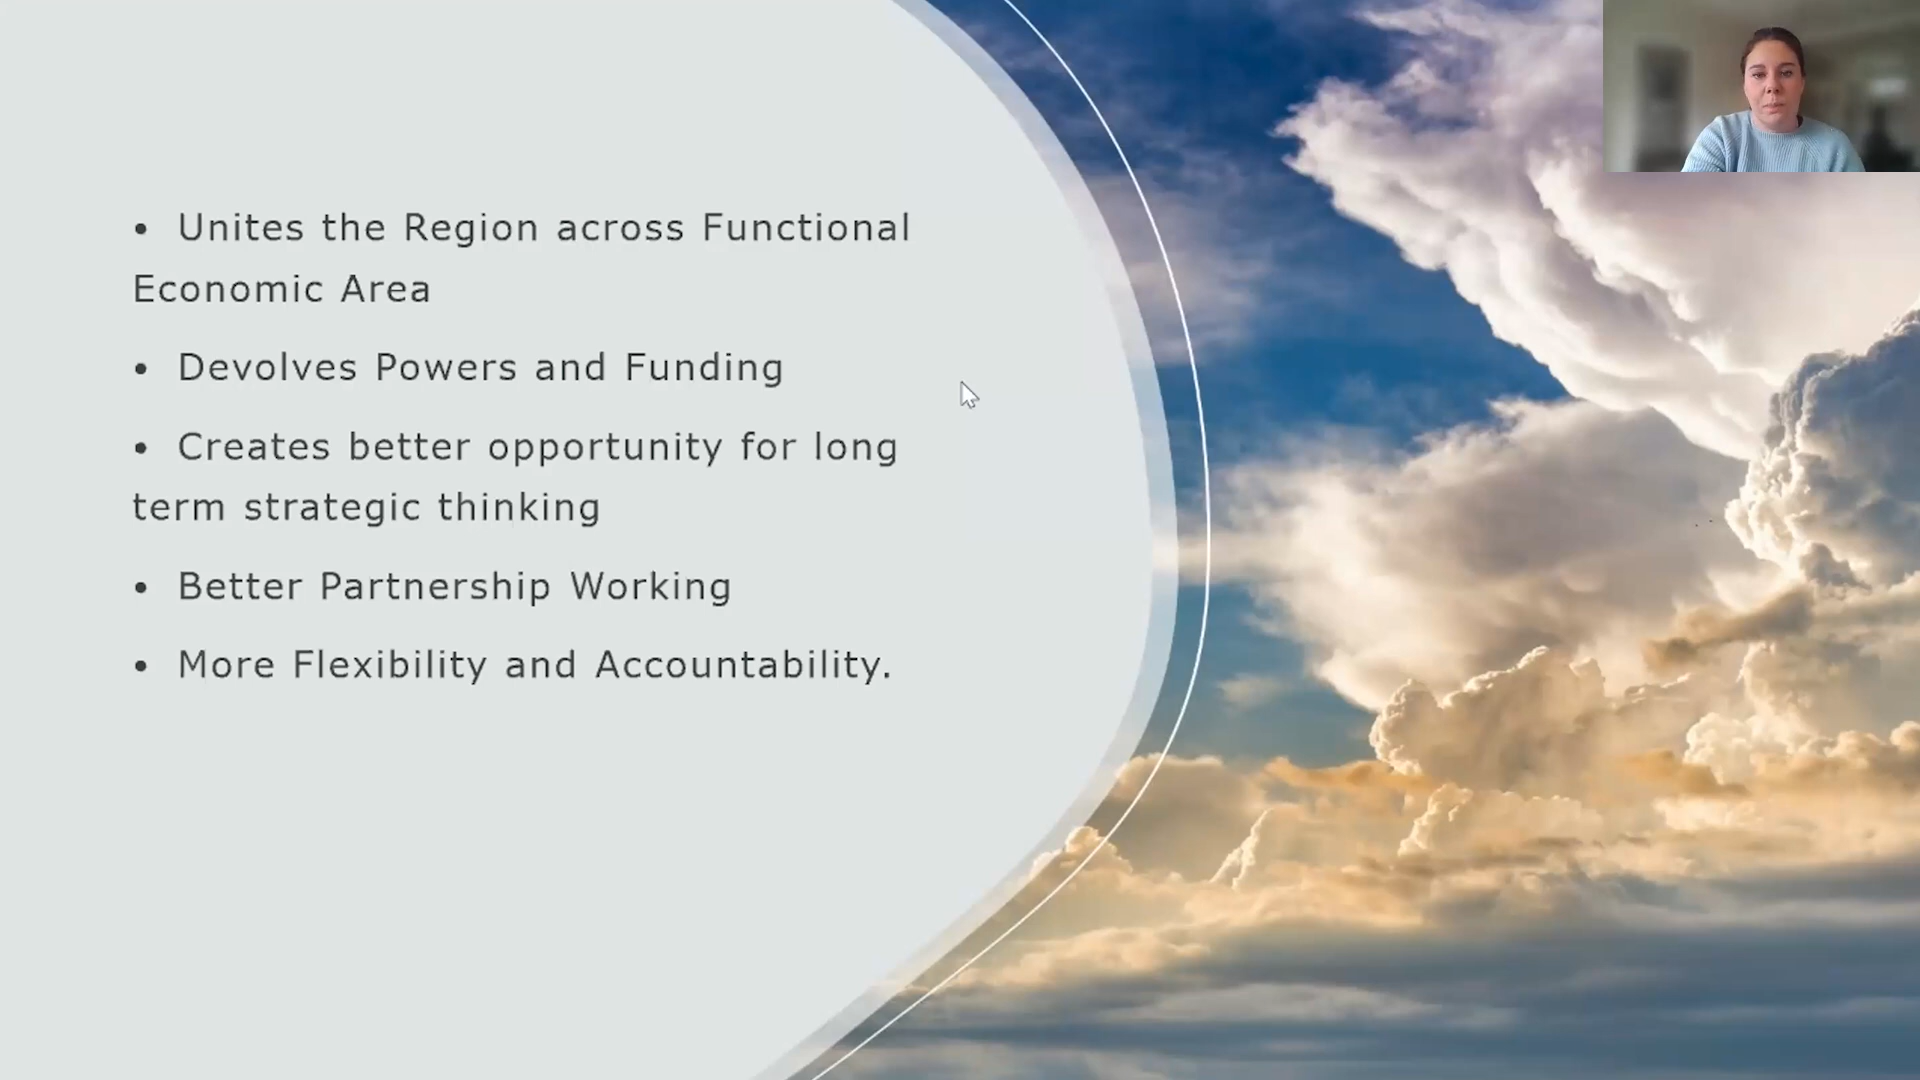 • Unites the Region across Functional
Economic Area
• Devolves Powers and Funding
• Creates better opportunity for long
term strategic thinking
• Better Partnership Working
• More Flexibility and Accountability.